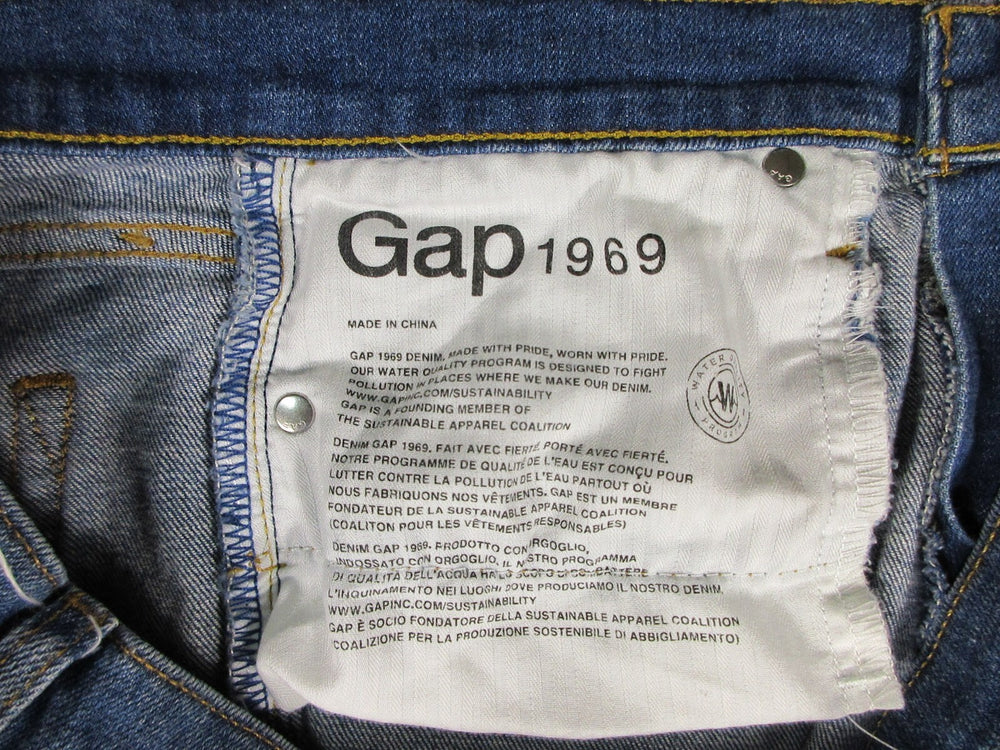 GAP
Gap 1969
MADE IN CHINA
GAP 1969 DENIM. MADE WITH PRIDE, WORN WITH PRIDE.
OUR WATER QUALITY PROGRAM IS DESIGNED TO FIGHT
POLLUTION IN PLACES WHERE WE MAKE OUR DENIM.
WWW.GAPINC.COM/SUSTAINABILITY
GAP IS A FOUNDING MEMBER OF
THE SUSTAINABLE APPAREL COALITION
WATER QUALITY
W
PROGRAM
GAP
DENIM GAP 1969. FAIT AVEC FIERTÉ, PORTÉ AVEC FIERTÉ.
NOTRE PROGRAMME DE QUALITÉ DE L'EAU EST CONÇU POUR
LUTTER CONTRE LA POLLUTION DE L'EAU PARTOUT OÙ
NOUS FABRIQUONS NOS VÊTEMENTS. GAP EST UN MEMBRE
FONDATEUR DE LA SUSTAINABLE APPAREL COALITION
(COALITON POUR LES VÊTEMENTS RESPONSABLES)
DENIM GAP 1969. PRODOTTO CON ORGOGLIO,
INDOSSATO CON ORGOGLIO. IL NOSTRO PROGRAMMA
DI QUALITÀ DELL'ACQUA HA LO SCOPO DI COMBATTERE
L'INQUINAMENTO NEI LUOGHI DOVE PRODUCIAMO IL NOSTRO DENIM.
WWW.GAPINC.COM/SUSTAINABILITY
GAP È SOCIO FONDATORE DELLA SUSTAINABLE APPAREL COALITION
COALIZIONE PER LA PRODUZIONE SOSTENIBILE DI ABBIGLIAMENTO)